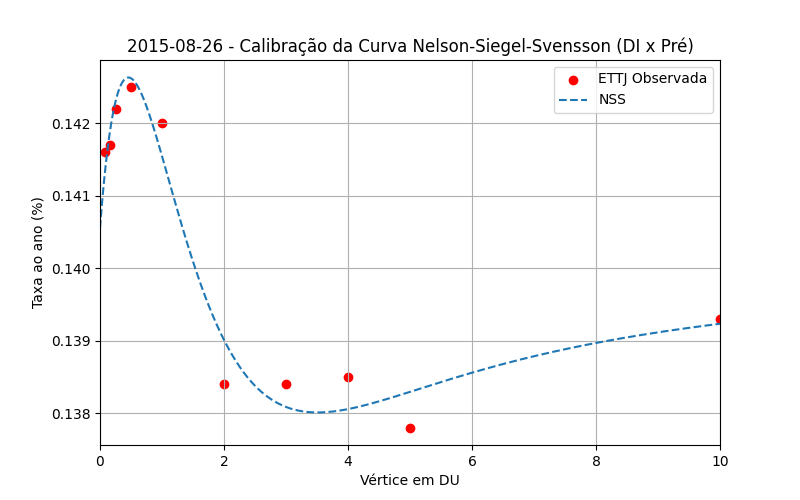 2015-08-26 - Calibração da Curva Nelson-Siegel-Svensson (DI x Pré)
ETTJ Observada
NSS
Taxa ao ano (%)
0.142
0.141
0.140
0.139
0.138
0 2 4 6 8 10
Vértice em DU